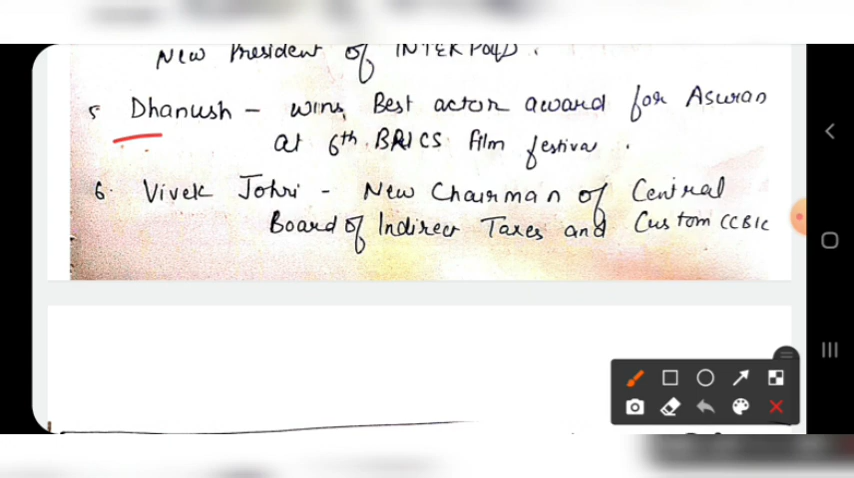 New President of INTERPOL.
5 Dhanush - wins Best actor award for Asuran
at 6th BRICS film festival.
6. Vivek Johri - New Chairman of Central
Board of Indirect Taxes and Custom CCBIC